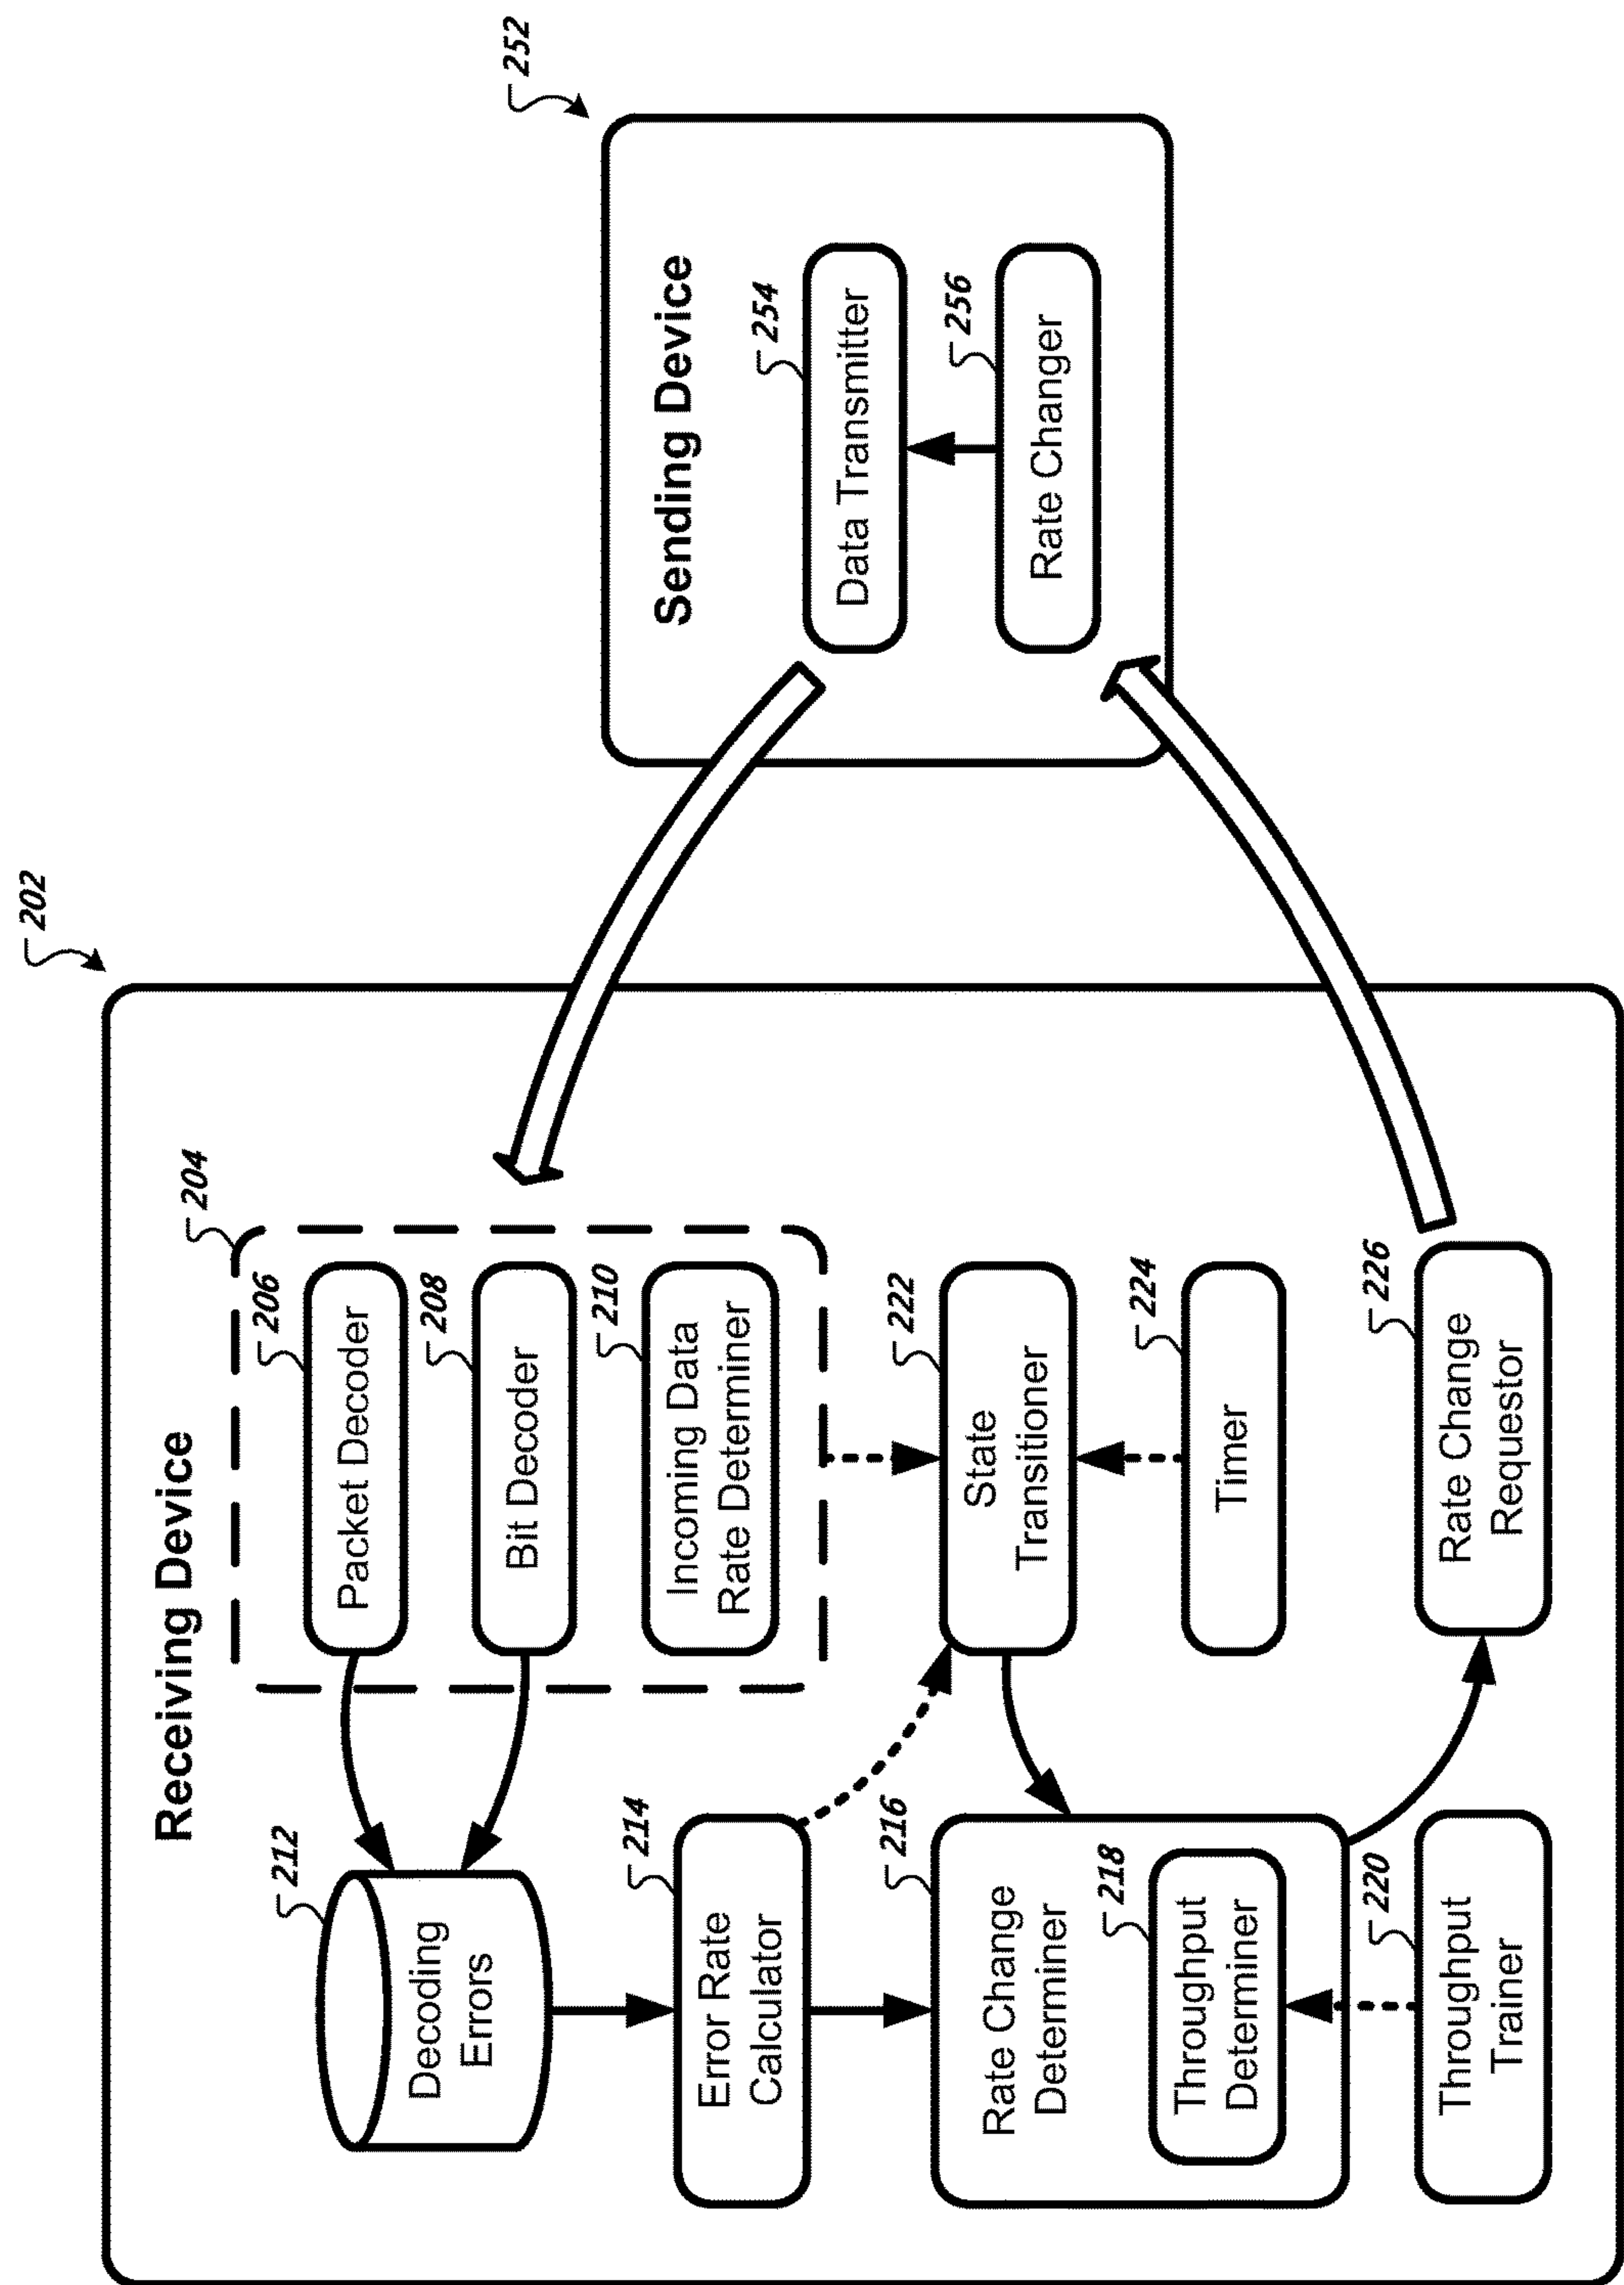 202
Receiving Device
204
212
206
Packet Decoder
Decoding
Errors
208
Bit Decoder
214
210
Error Rate
Calculator
Incoming Data
Rate Determiner
216
222
Rate Change
Determiner
State
Transitioner
218
Throughput
Determiner
224
Timer
220
Throughput
Trainer
226
Rate Change
Requestor
252
Sending Device
254
Data Transmitter
256
Rate Changer